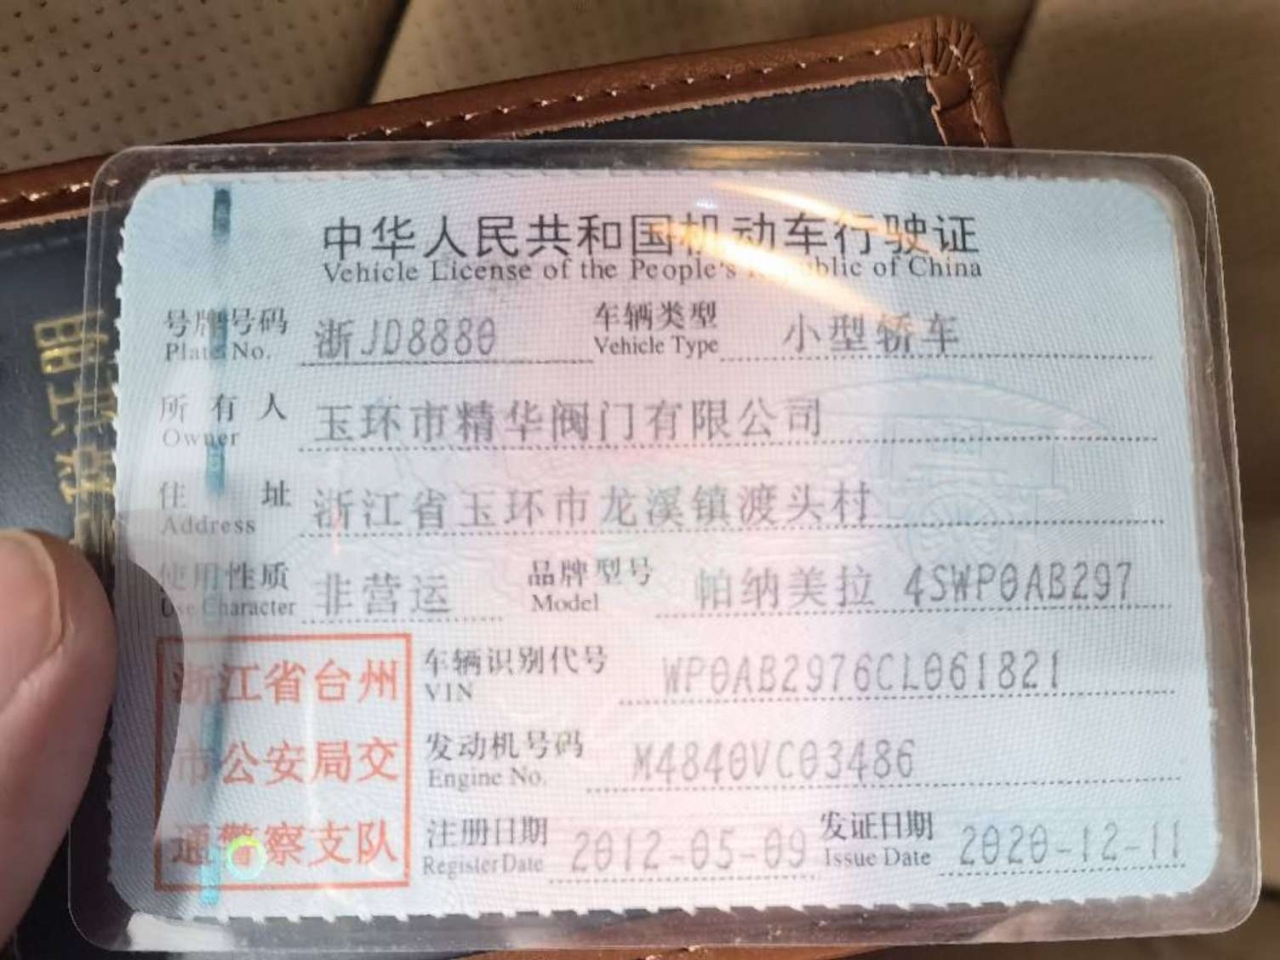 中华人民共和国机动车行驶证
Vehicle License of the People's Republic of China
号牌号码 浙JD8880 车辆类型 小型轿车
Plate No. Vehicle Type
所有人 玉环市精华阀门有限公司
Owner
住址 浙江省玉环市龙溪镇渡头村
Address
使用性质 非营运 品牌型号 帕纳美拉 4SWP0AB297
Use Character Model
浙江省台州
市公安局交
通警察支队
车辆识别代号 WP0AB2976CL061821
VIN
发动机号码 M4840VC03486
Engine No.
注册日期 2012-05-09 发证日期 2020-12-11
Register Date Issue Date